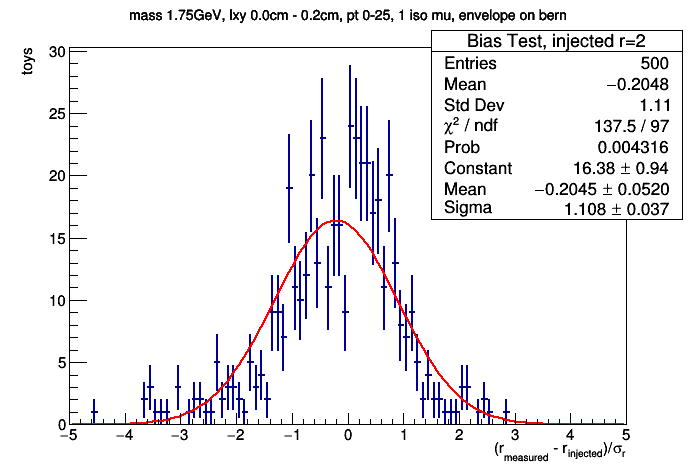 mass 1.75GeV, lxy 0.0cm - 0.2cm, pt 0-25, 1 iso mu, envelope on bern
Bias Test, injected r=2
Entries 500
Mean −0.2048
Std Dev 1.11
χ² / ndf 137.5 / 97
Prob 0.004316
Constant 16.38 ± 0.94
Mean −0.2045 ± 0.0520
Sigma 1.108 ± 0.037
toys
30
25
20
15
10
5
0
−5 −4 −3 −2 −1 0 1 2 3 4 5
(r_measured - r_injected)/σ_r